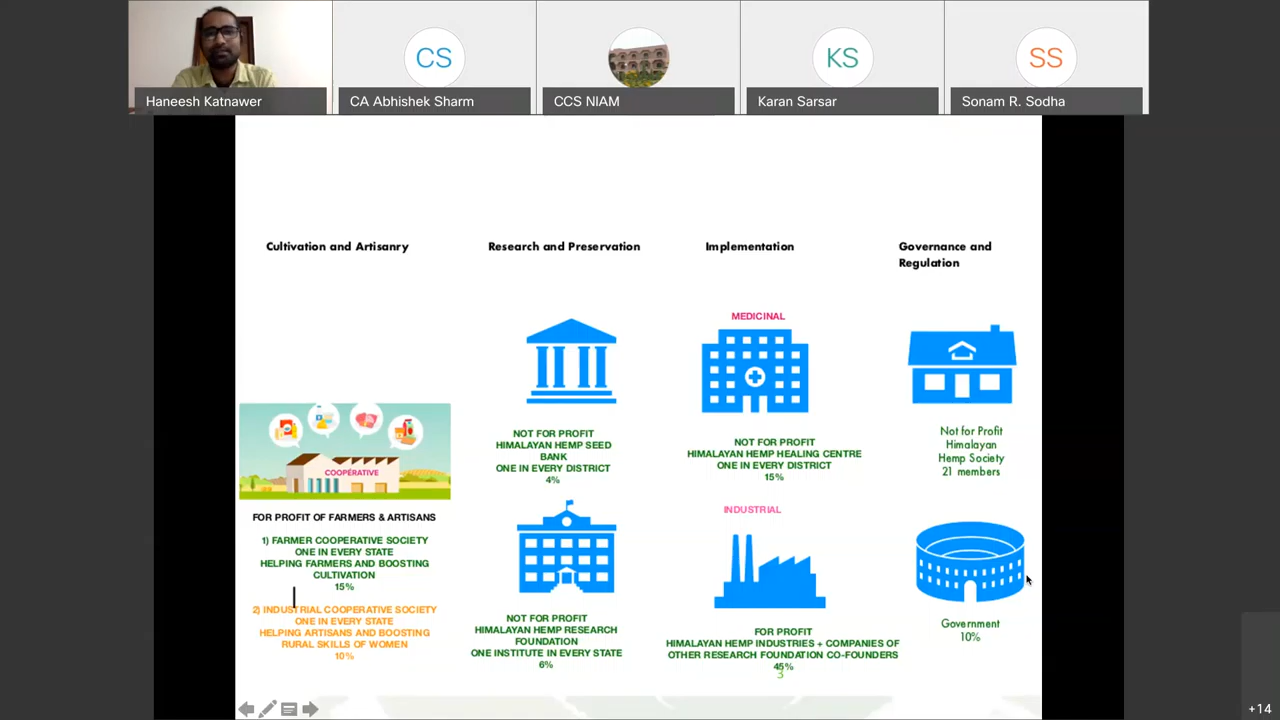 CS
KS
SS
Haneesh Katnawer
CA Abhishek Sharm
CCS NIAM
Karan Sarsar
Sonam R. Sodha
Cultivation and Artisanry
Research and Preservation
Implementation
Governance and
Regulation
COOPÉRATIVE
FOR PROFIT OF FARMERS & ARTISANS
1) FARMER COOPERATIVE SOCIETY
ONE IN EVERY STATE
HELPING FARMERS AND BOOSTING
CULTIVATION
15%
2) INDUSTRIAL COOPERATIVE SOCIETY
ONE IN EVERY STATE
HELPING ARTISANS AND BOOSTING
RURAL SKILLS OF WOMEN
10%
NOT FOR PROFIT
HIMALAYAN HEMP SEED
BANK
ONE IN EVERY DISTRICT
4%
NOT FOR PROFIT
HIMALAYAN HEMP RESEARCH
FOUNDATION
ONE INSTITUTE IN EVERY STATE
6%
MEDICINAL
NOT FOR PROFIT
HIMALAYAN HEMP HEALING CENTRE
ONE IN EVERY DISTRICT
15%
INDUSTRIAL
FOR PROFIT
HIMALAYAN HEMP INDUSTRIES + COMPANIES OF
OTHER RESEARCH FOUNDATION CO-FOUNDERS
45%
3
Not for Profit
Himalayan
Hemp Society
21 members
Government
10%
+14